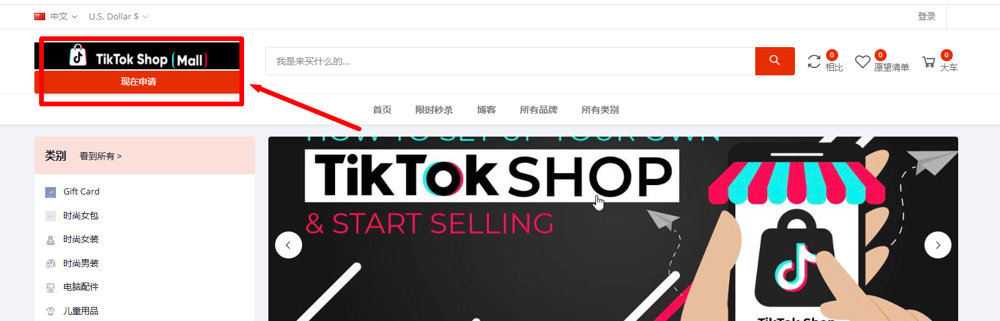 中文 U.S. Dollar $ 登录
TikTok Shop (Mall)
现在申请
我是来买什么的...
0
相比
0
愿望清单
0
大车
首页 限时秒杀 博客 所有品牌 所有类别
类别 看到所有 >
Gift Card
时尚女包
时尚女装
时尚男装
电脑配件
儿童用品
HOW TO SET UP YOUR OWN
TikTok SHOP
& START SELLING
TikTok Shop